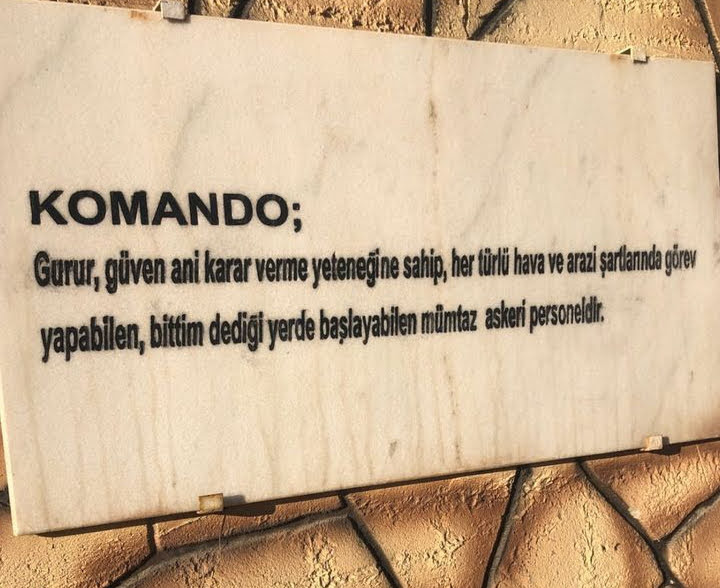 KOMANDO;
Gurur, güven ani karar verme yeteneğine sahip, her türlü hava ve arazi şartlarında görev
yapabilen, bittim dediği yerde başlayabilen mümtaz askeri personeldir.